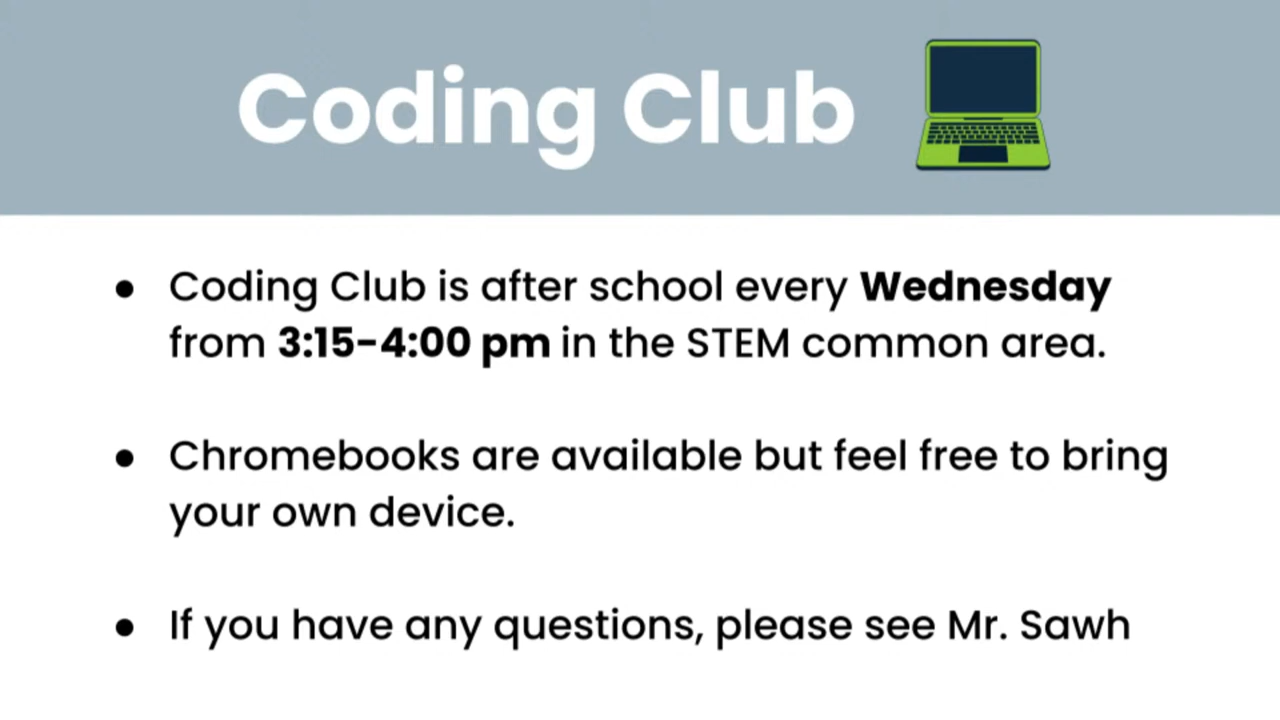 Coding Club
● Coding Club is after school every Wednesday
from 3:15-4:00 pm in the STEM common area.
● Chromebooks are available but feel free to bring
your own device.
● If you have any questions, please see Mr. Sawh